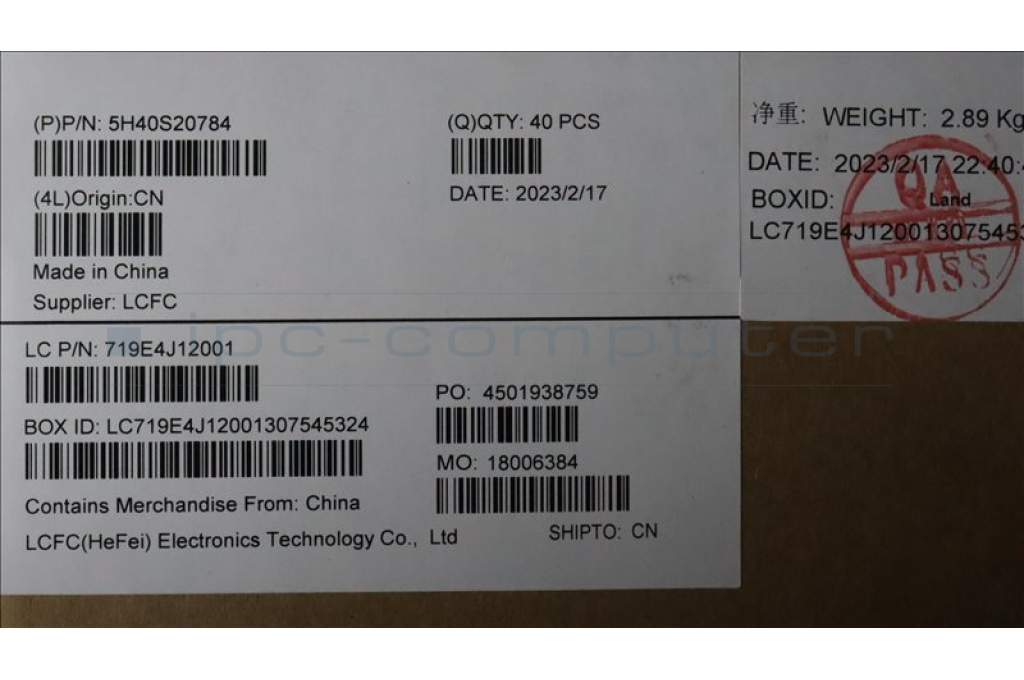 (P)P/N: 5H40S20784
(Q)QTY: 40 PCS
(4L)Origin:CN
DATE: 2023/2/17
Made in China
Supplier: LCFC
净重: WEIGHT: 2.89 Kg
DATE: 2023/2/17 22:40:
BOXID: Land
LC719E4J120013075453
QA
PASS
ipc-computer
LC P/N: 719E4J12001
PO: 4501938759
BOX ID: LC719E4J12001307545324
MO: 18006384
Contains Merchandise From: China
LCFC(HeFei) Electronics Technology Co., Ltd
SHIPTO: CN